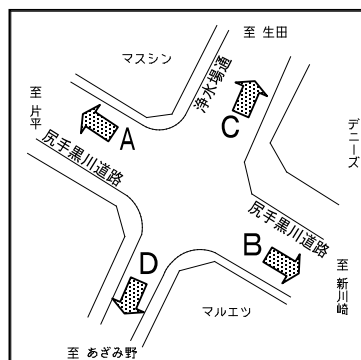 至 生田
マスシン
浄水場通
至 片平
A
C
尻手黒川道路
デニーズ
尻手黒川道路
B
D
至 新川崎
マルエツ
至 あざみ野